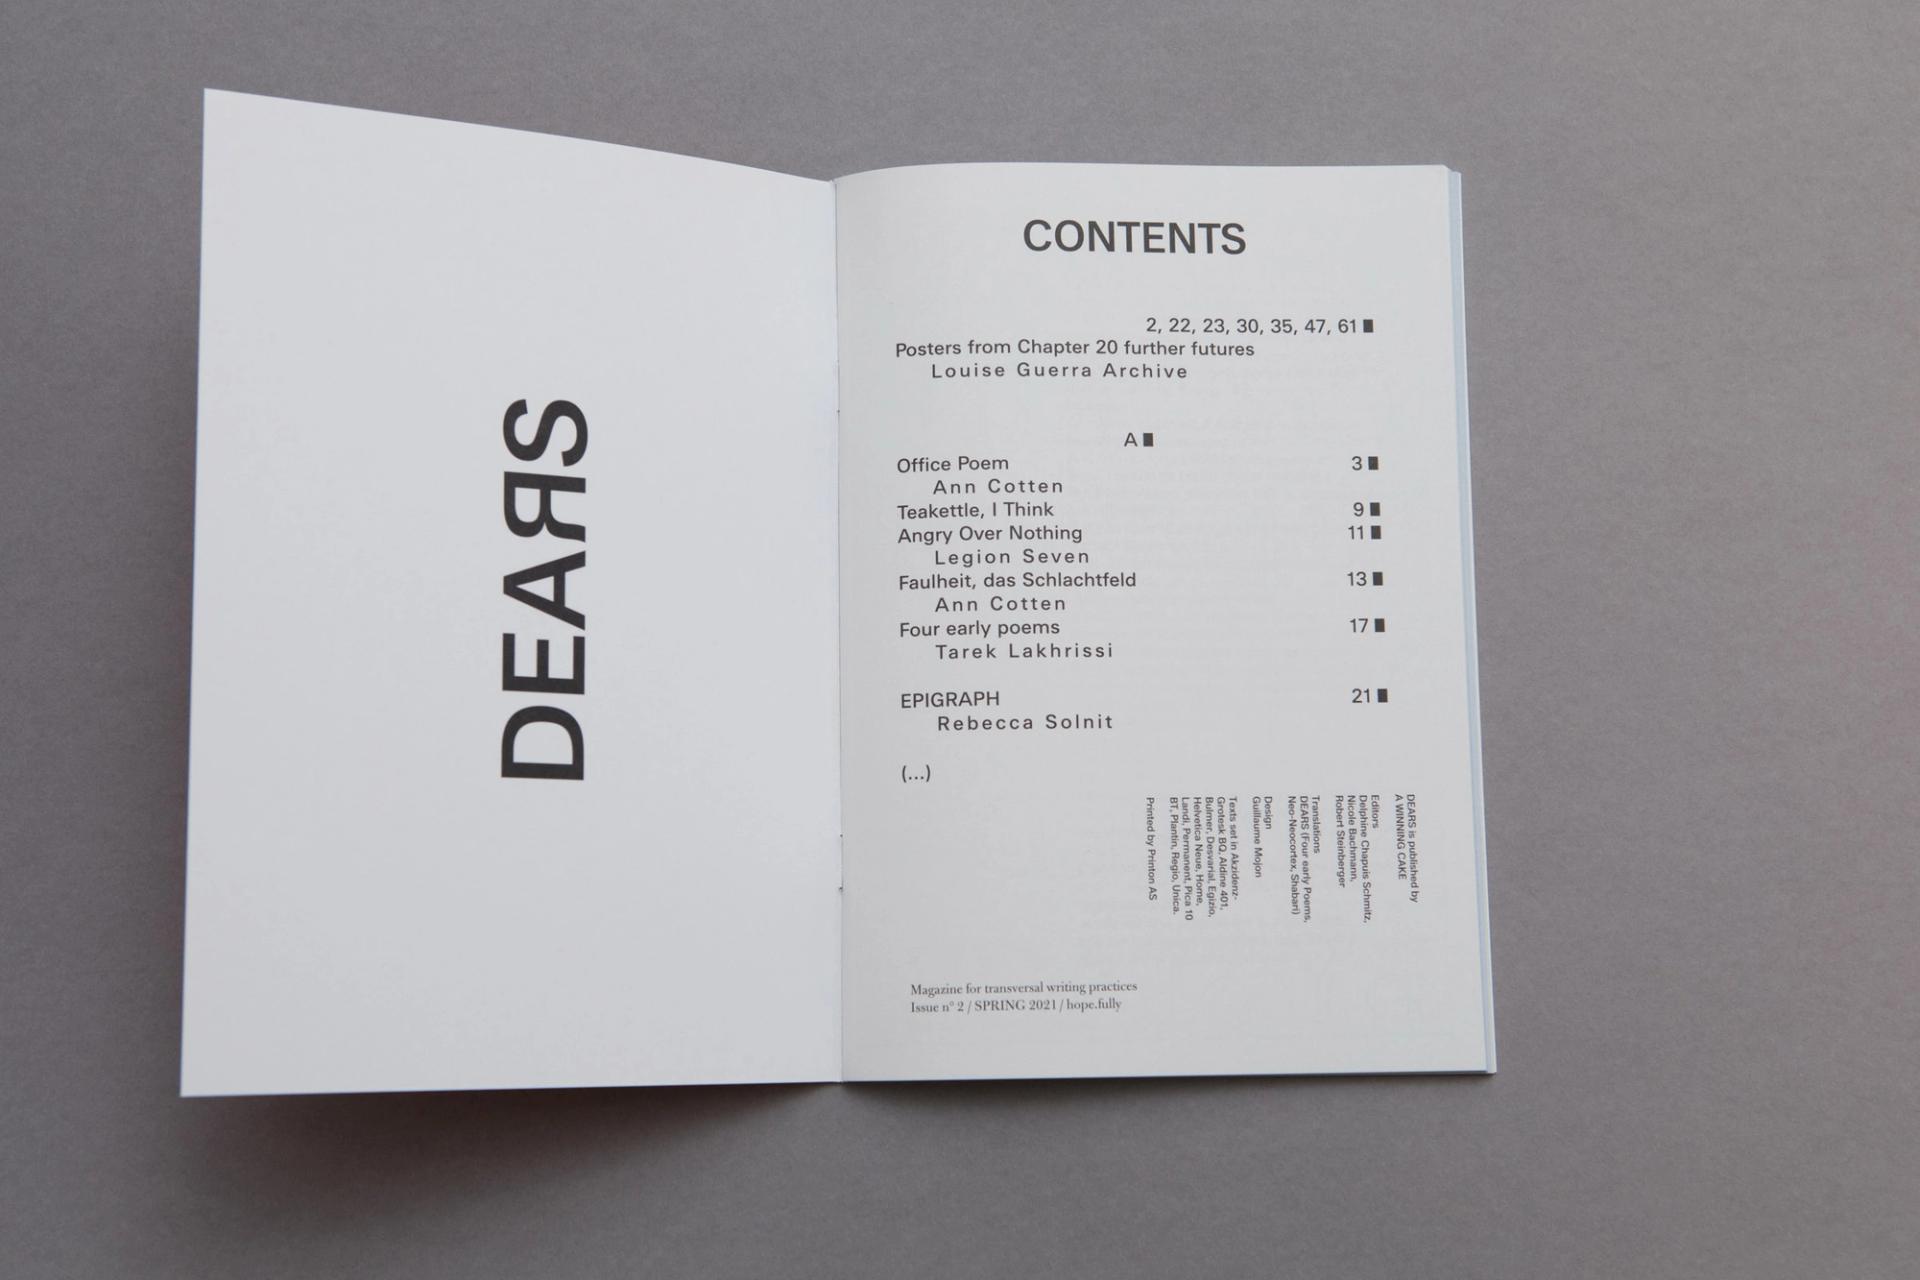 DEARS
CONTENTS
2, 22, 23, 30, 35, 47, 61
Posters from Chapter 20 further futures
Louise Guerra Archive
A
Office Poem 3
Ann Cotten
Teakettle, I Think 9
Angry Over Nothing 11
Legion Seven
Faulheit, das Schlachtfeld 13
Ann Cotten
Four early poems 17
Tarek Lakhrissi
EPIGRAPH 21
Rebecca Solnit
(...)
DEARS is published by
A WINNING CAKE
Editors
Delphine Chapuis Schmitz,
Nicole Bachmann,
Robert Steinberger
Translations
DEARS (Four early Poems,
Neo-Neocortex, Shabari)
Design
Guillaume Mojon
Texts set in Akzidenz-
Grotesk BQ, Aldine 401,
Bulmer, Desvarial, Egizio,
Helvetica Neue, Home,
Landi, Permanent, Pica 10
BT, Plantin, Regio, Unica.
Printed by Printon AS
Magazine for transversal writing practices
Issue n° 2 / SPRING 2021 / hope.fully